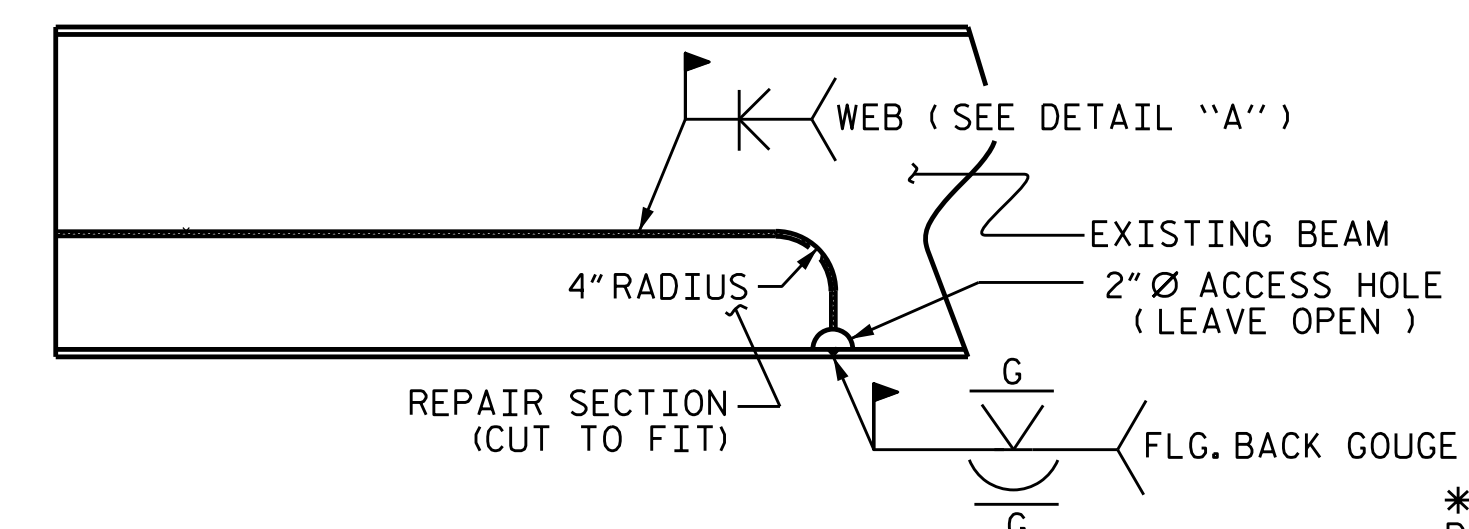 WEB ( SEE DETAIL "A" )
EXISTING BEAM
4" RADIUS
2" Ø ACCESS HOLE
( LEAVE OPEN )
G
REPAIR SECTION
(CUT TO FIT)
FLG. BACK GOUGE
*
G